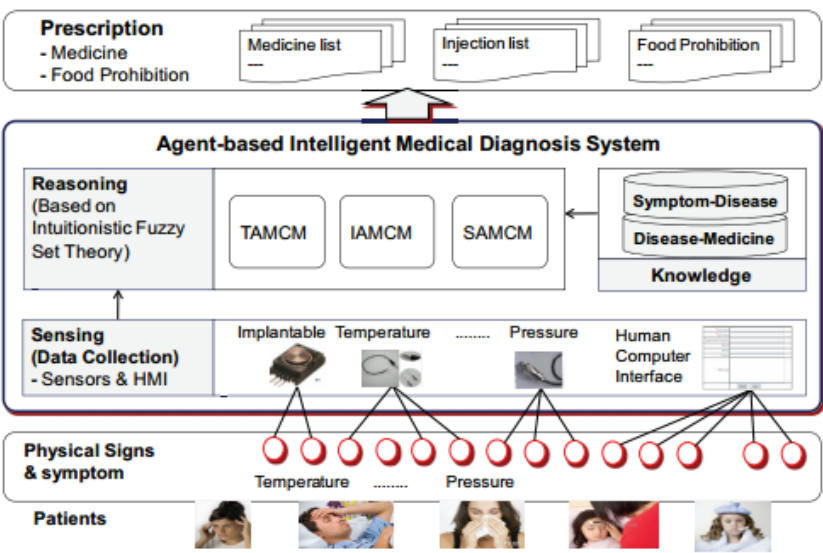 Prescription
- Medicine
- Food Prohibition
Medicine list
---
Injection list
---
Food Prohibition
---
Agent-based Intelligent Medical Diagnosis System
Reasoning
(Based on
Intuitionistic Fuzzy
Set Theory)
TAMCM
IAMCM
SAMCM
Symptom-Disease
Disease-Medicine
Knowledge
Sensing
(Data Collection)
- Sensors & HMI
Implantable
Temperature
........
Pressure
Human
Computer
Interface
Physical Signs
& symptom
Temperature
........
Pressure
Patients